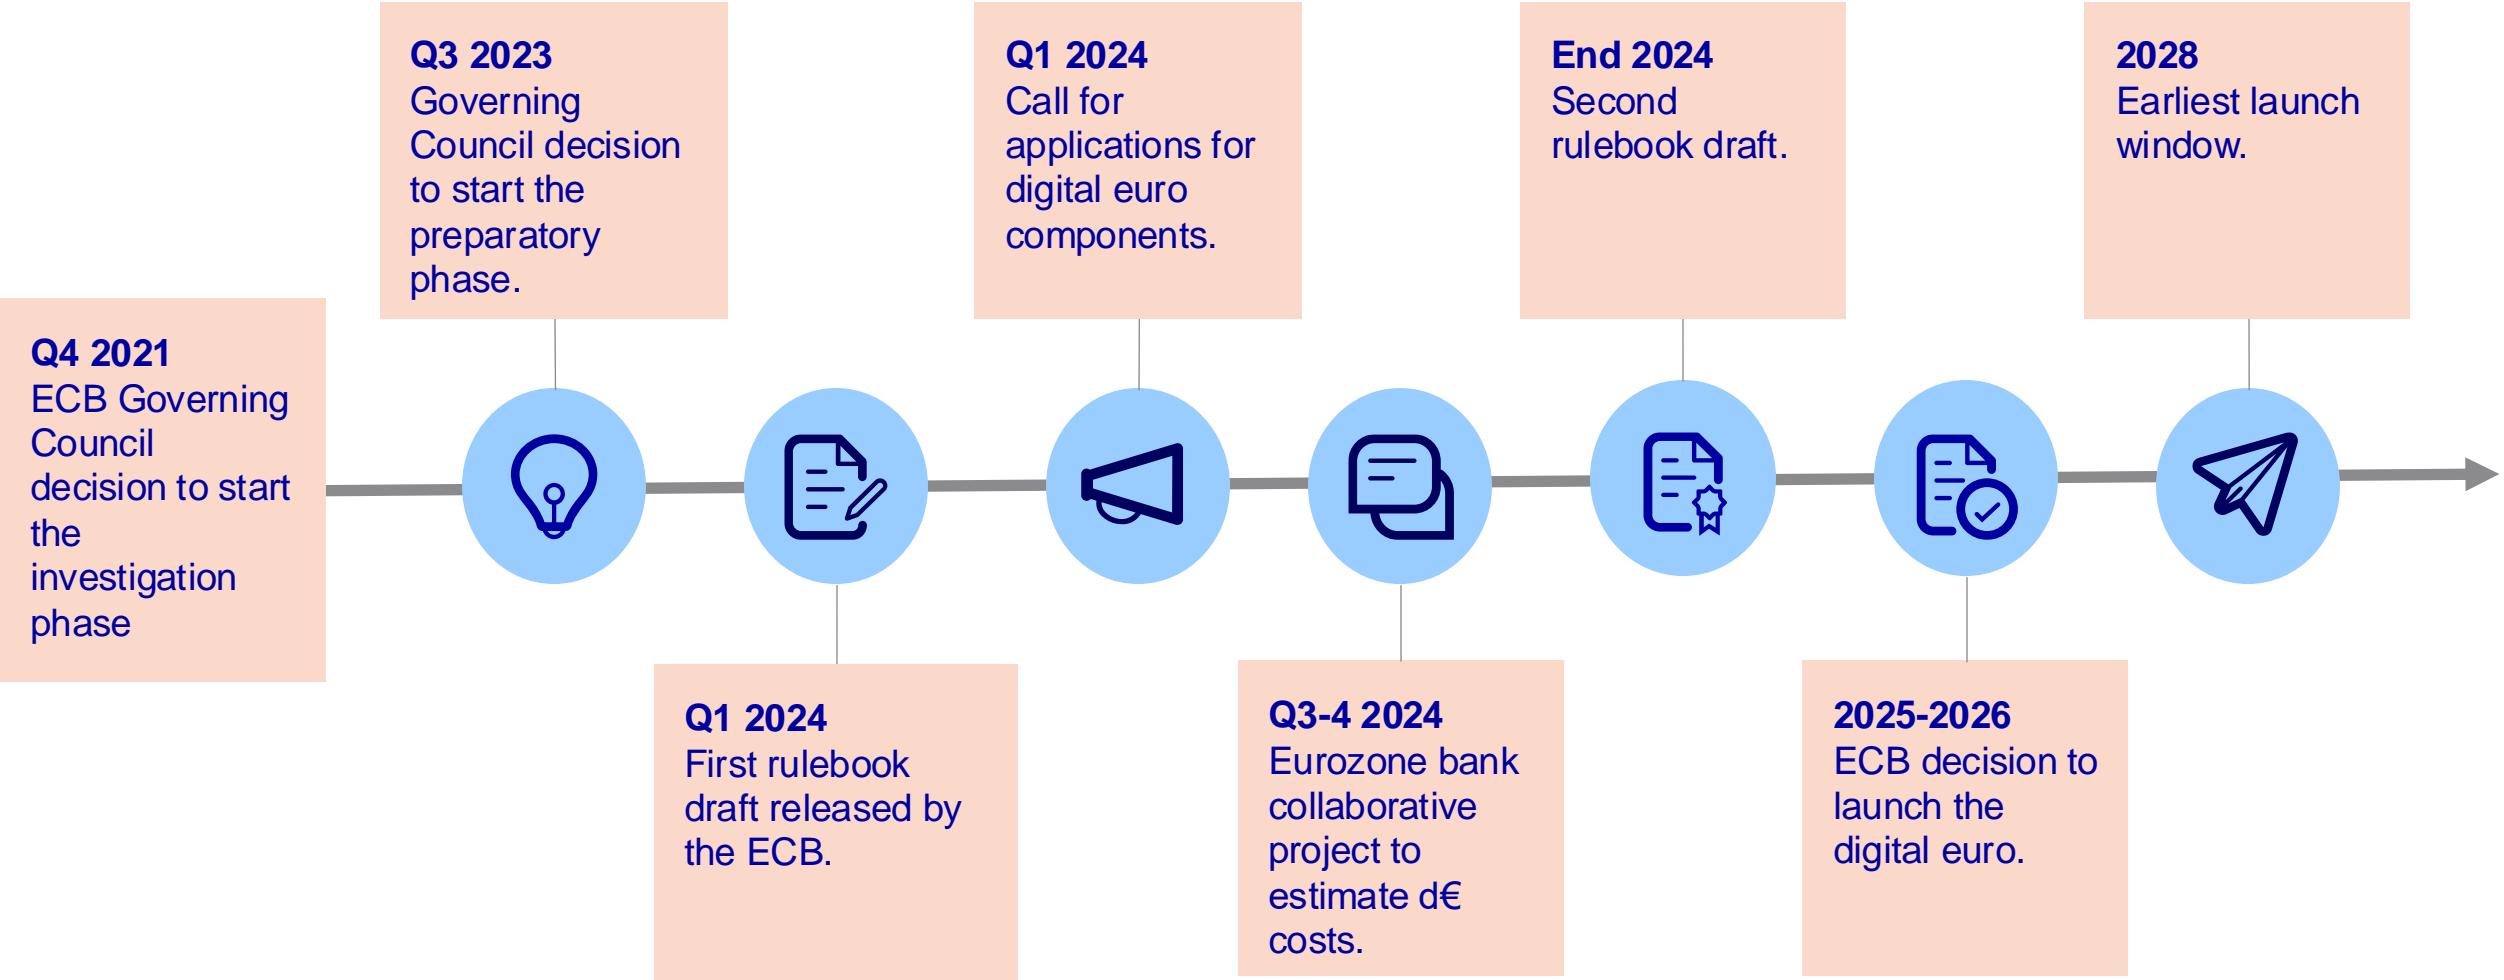 Q4 2021
ECB Governing
Council
decision to start
the
investigation
phase
Q3 2023
Governing
Council decision
to start the
preparatory
phase.
Q1 2024
First rulebook
draft released by
the ECB.
Q1 2024
Call for
applications for
digital euro
components.
Q3-4 2024
Eurozone bank
collaborative
project to
estimate d€
costs.
End 2024
Second
rulebook draft.
2025-2026
ECB decision to
launch the
digital euro.
2028
Earliest launch
window.